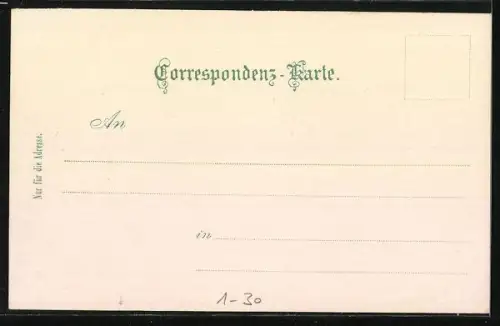 Correspondenz-Karte.
An
Nur für die Adresse.
in
1-30